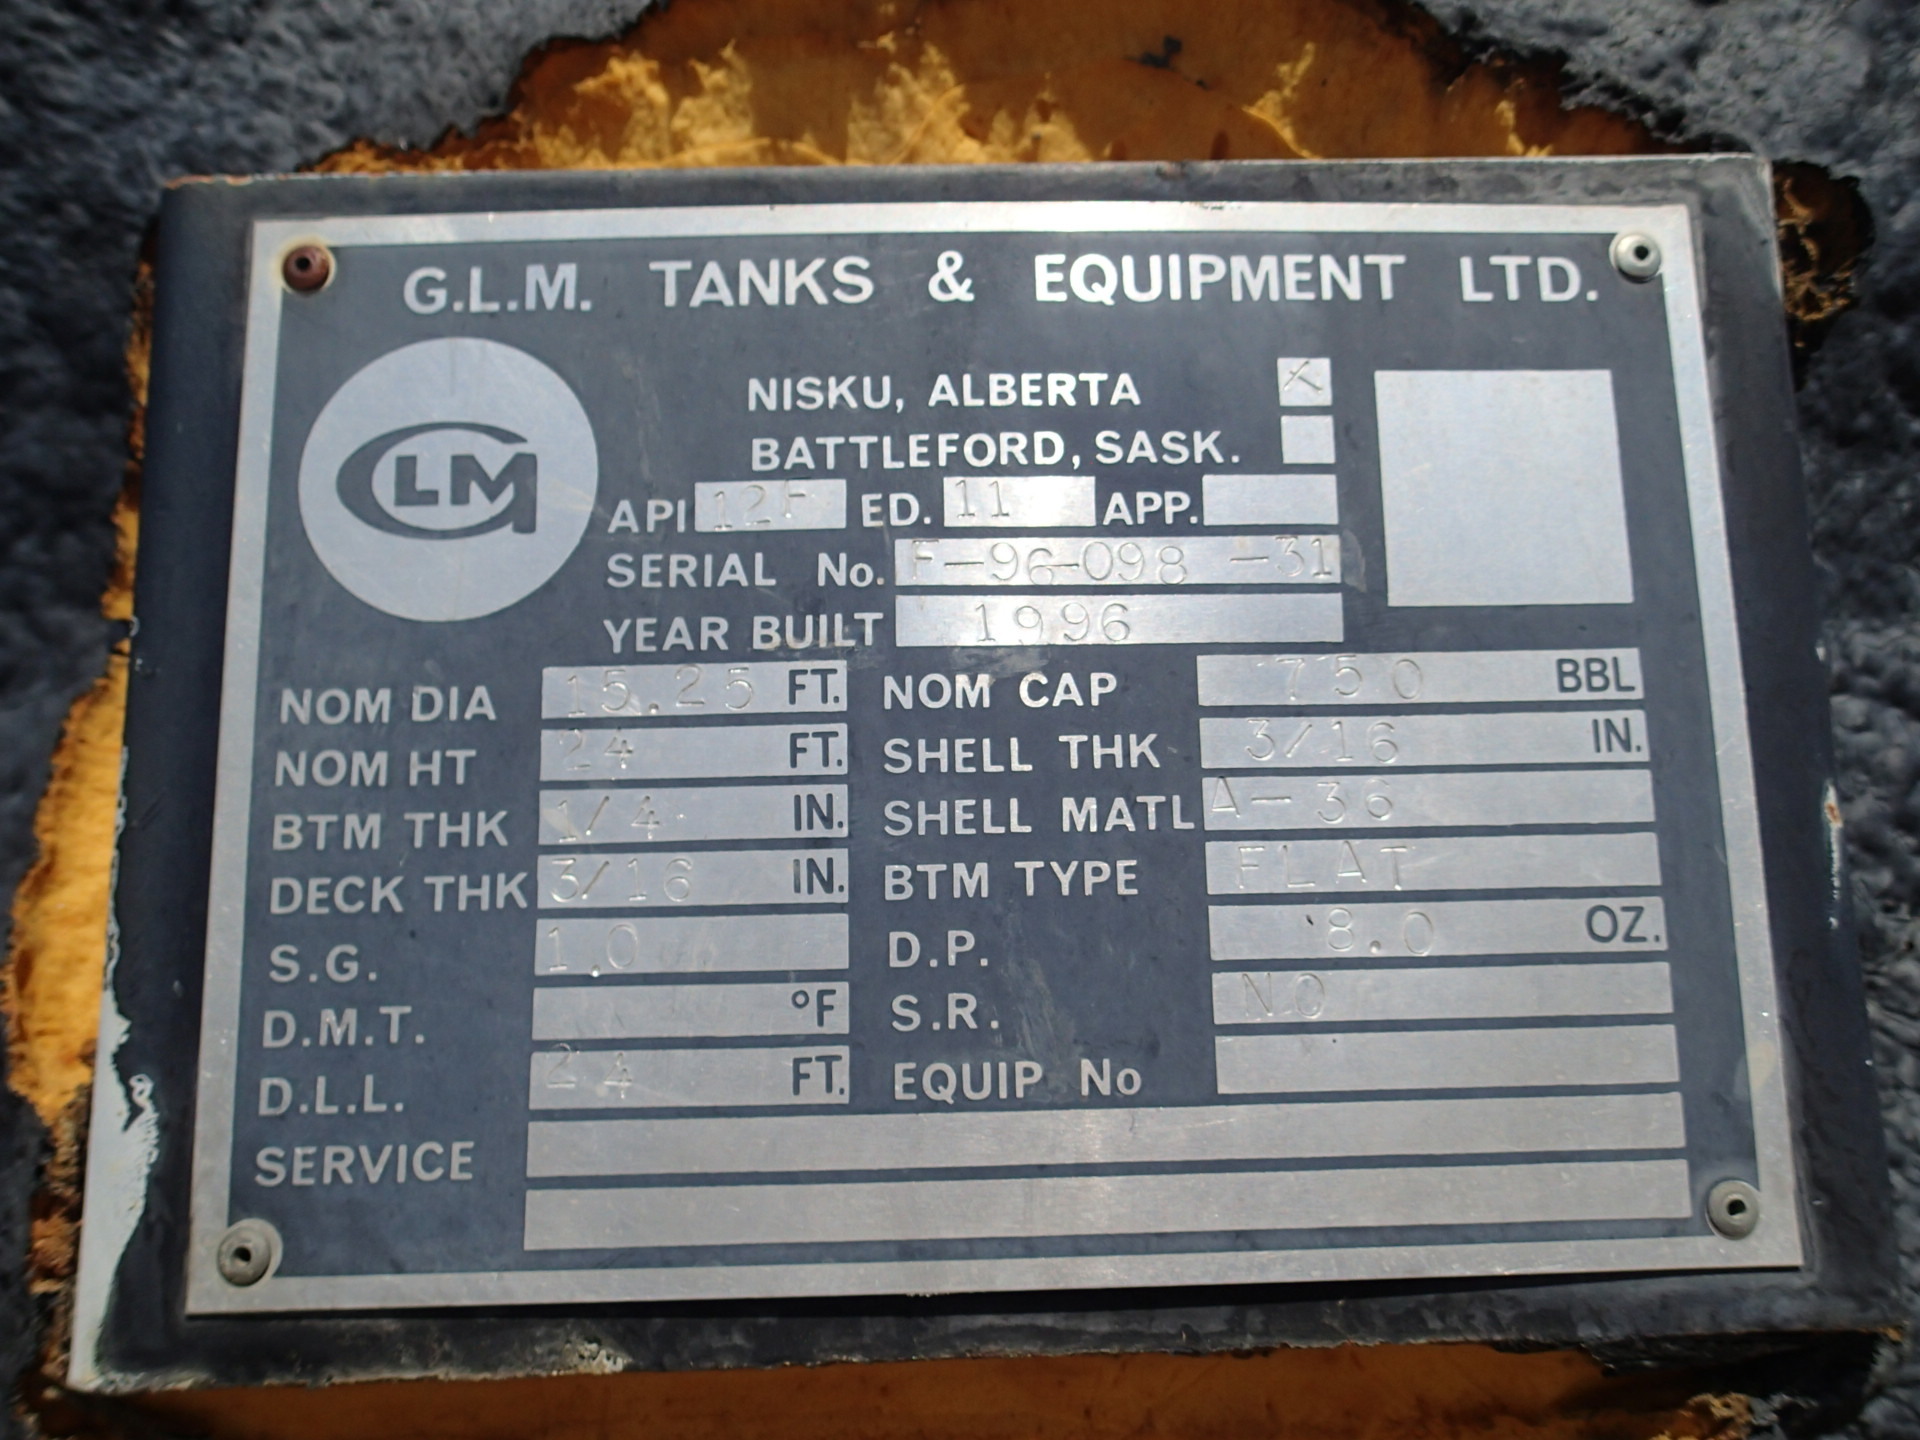 G.L.M. TANKS & EQUIPMENT LTD.
GLM
NISKU, ALBERTA X
BATTLEFORD, SASK.
API 12F ED. 11 APP.
SERIAL No. F-96-098 -31
YEAR BUILT 1996
NOM DIA 15.25 FT. NOM CAP 750 BBL
NOM HT 24 FT. SHELL THK 3/16 IN.
BTM THK 1/4 IN. SHELL MATL A-36
DECK THK 3/16 IN. BTM TYPE FLAT
S.G. 1.0 D.P. 8.0 OZ.
D.M.T. °F S.R. NO
D.L.L. 24 FT. EQUIP No
SERVICE